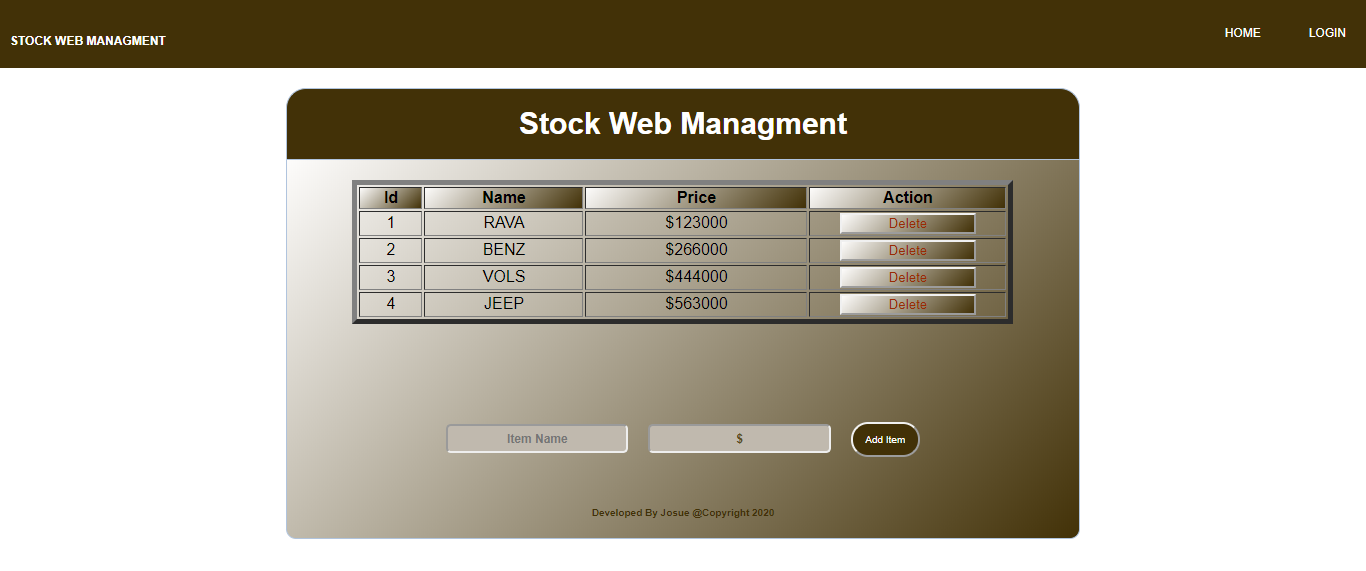 STOCK WEB MANAGMENT HOME LOGIN
Stock Web Managment
Id Name Price Action
1 RAVA $123000 Delete
2 BENZ $266000 Delete
3 VOLS $444000 Delete
4 JEEP $563000 Delete
Item Name $ Add Item
Developed By Josue @Copyright 2020